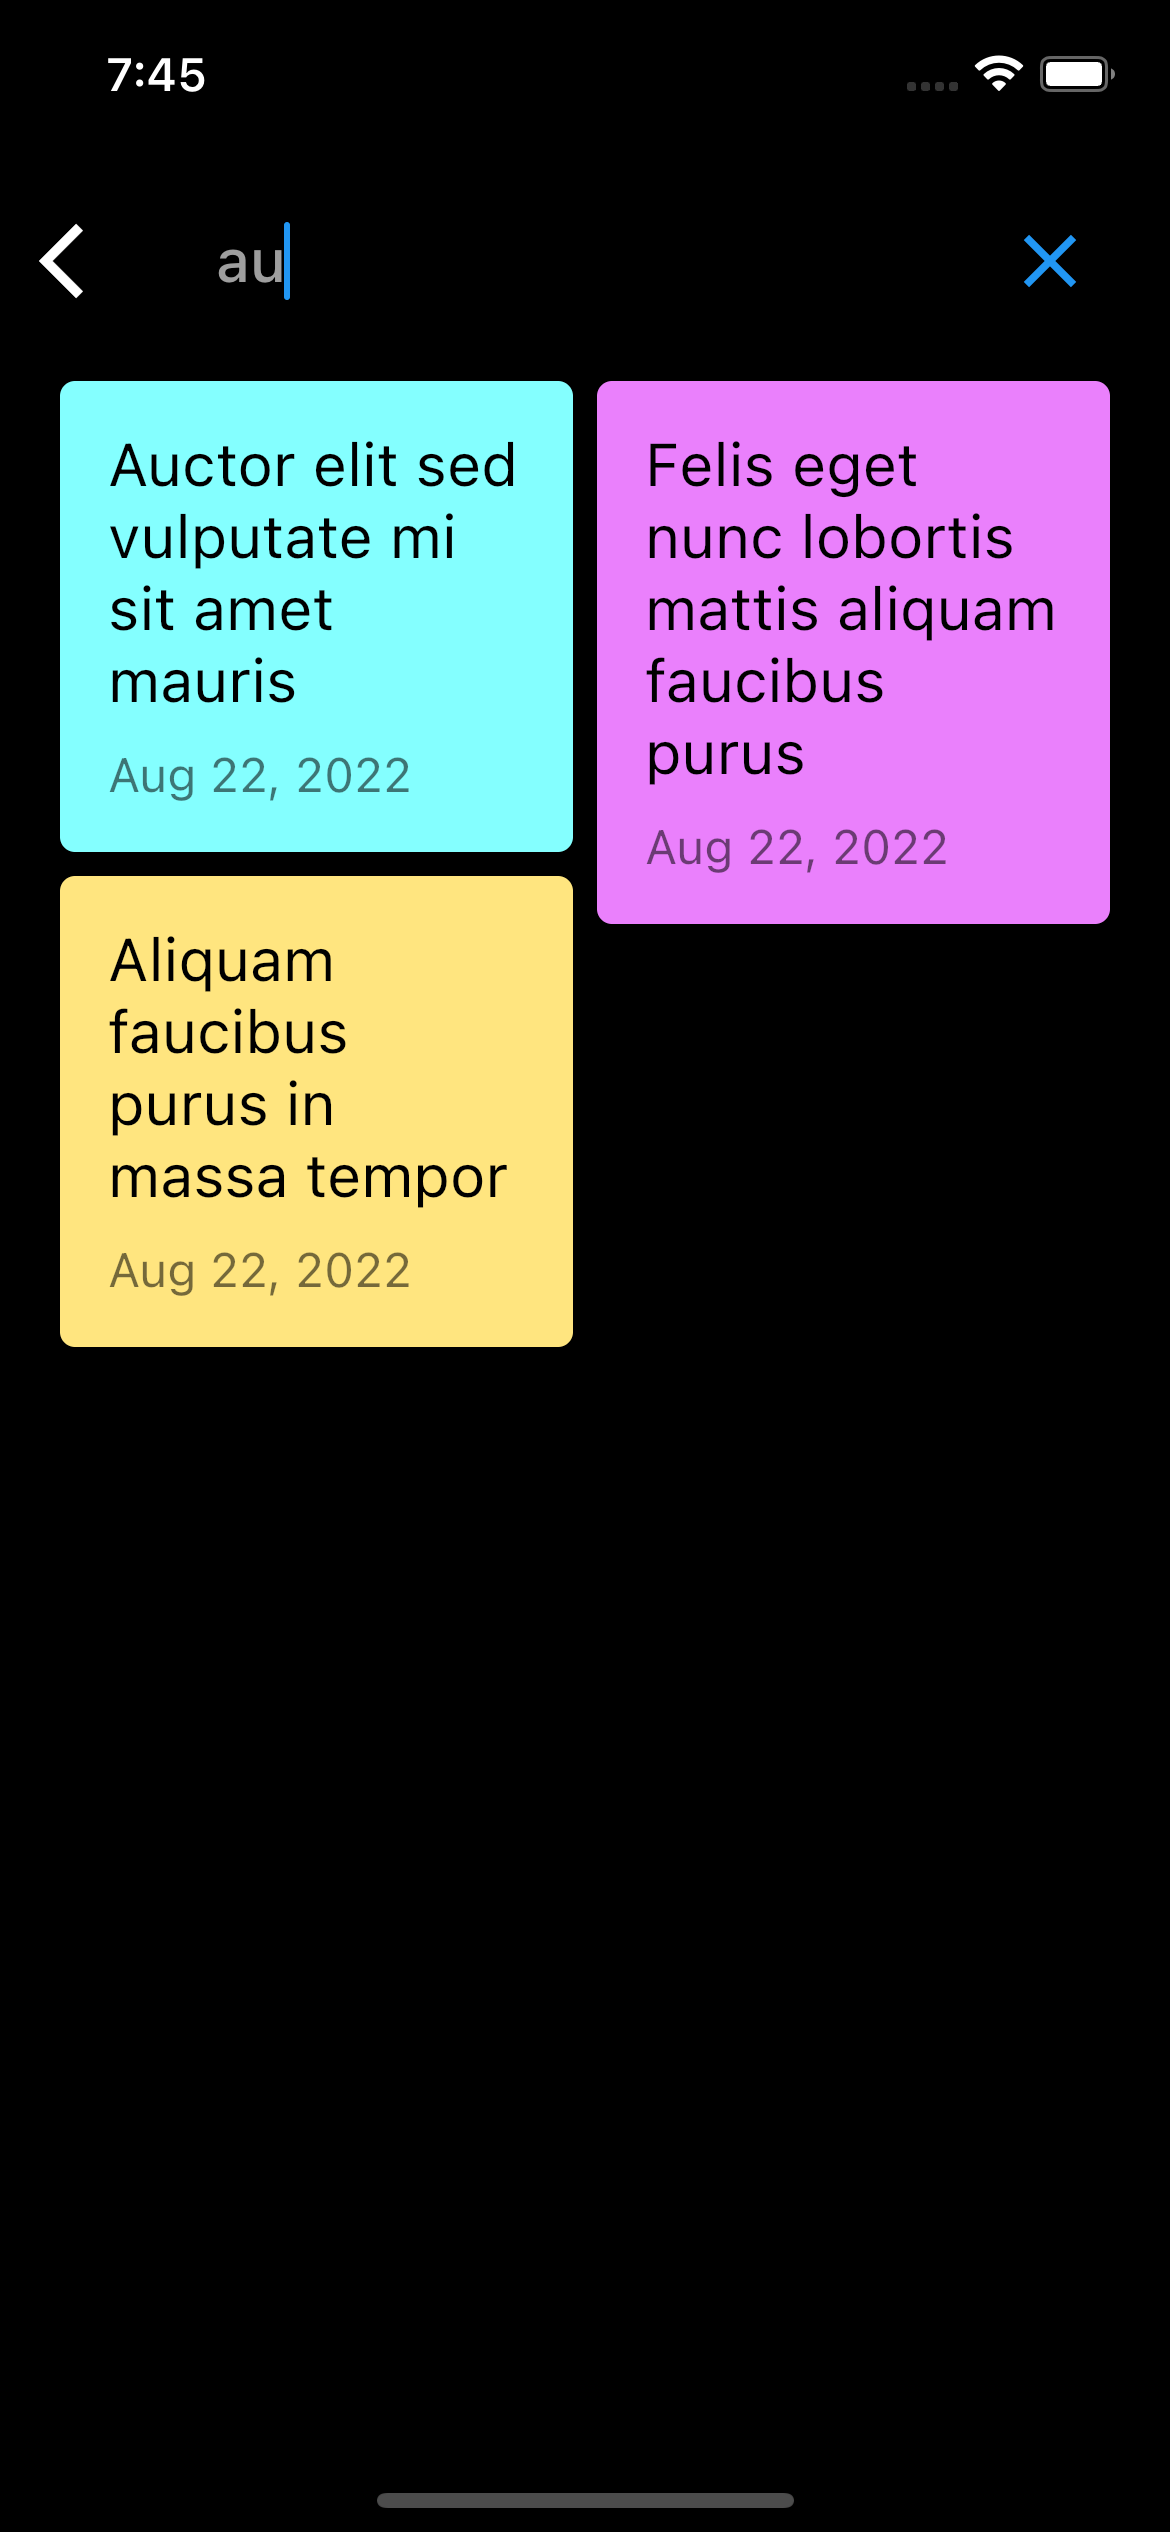 7:45
au
Auctor elit sed
vulputate mi
sit amet
mauris
Aug 22, 2022
Felis eget
nunc lobortis
mattis aliquam
faucibus
purus
Aug 22, 2022
Aliquam
faucibus
purus in
massa tempor
Aug 22, 2022